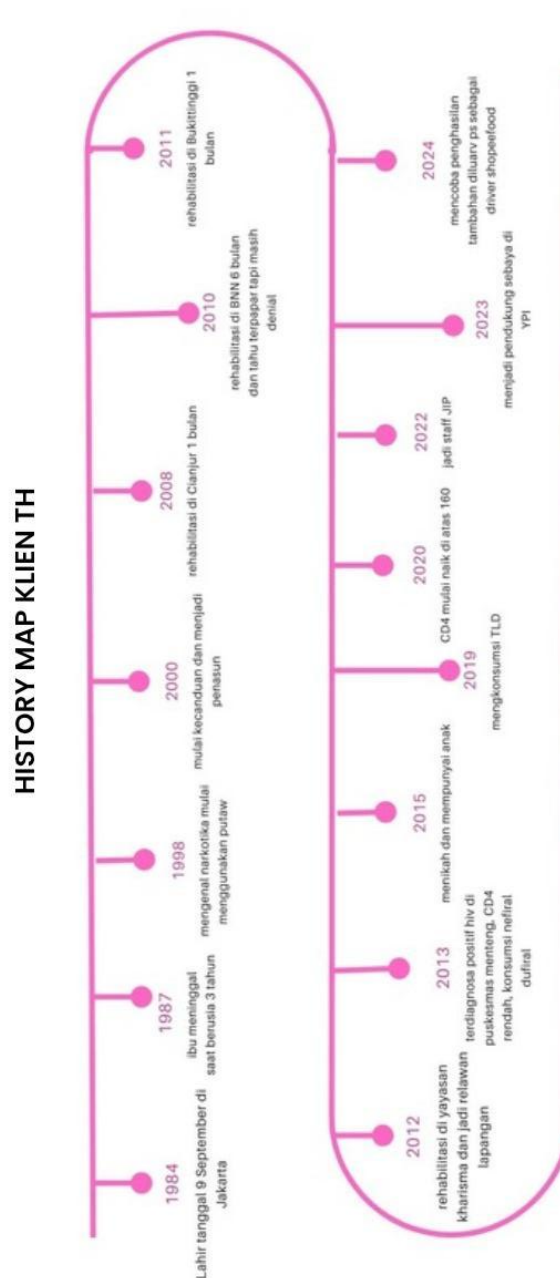 HISTORY MAP KLIEN TH
1984
Lahir tanggal 9 September di
Jakarta
1987
ibu meninggal
saat berusia 3 tahun
1998
mengenal narkotika mulai
menggunakan putaw
2000
mulai kecanduan dan menjadi
penasun
2008
rehabilitasi di Cianjur 1 bulan
2010
rehabilitasi di BNN 6 bulan
dan tahu terpapar tapi masih
denial
2011
rehabilitasi di Bukittinggi 1
bulan
2012
rehabilitasi di yayasan
kharisma dan jadi relawan
lapangan
2013
terdiagnosa positif hiv di
puskesmas menteng, CD4
rendah, konsumsi nefiral
dufiral
2015
menikah dan mempunyai anak
2019
mengkonsumsi TLD
2020
CD4 mulai naik di atas 160
2022
jadi staff JIP
2023
menjadi pendukung sebaya di
YPI
2024
mencoba penghasilan
tambahan diluarv ps sebagai
driver shopeefood